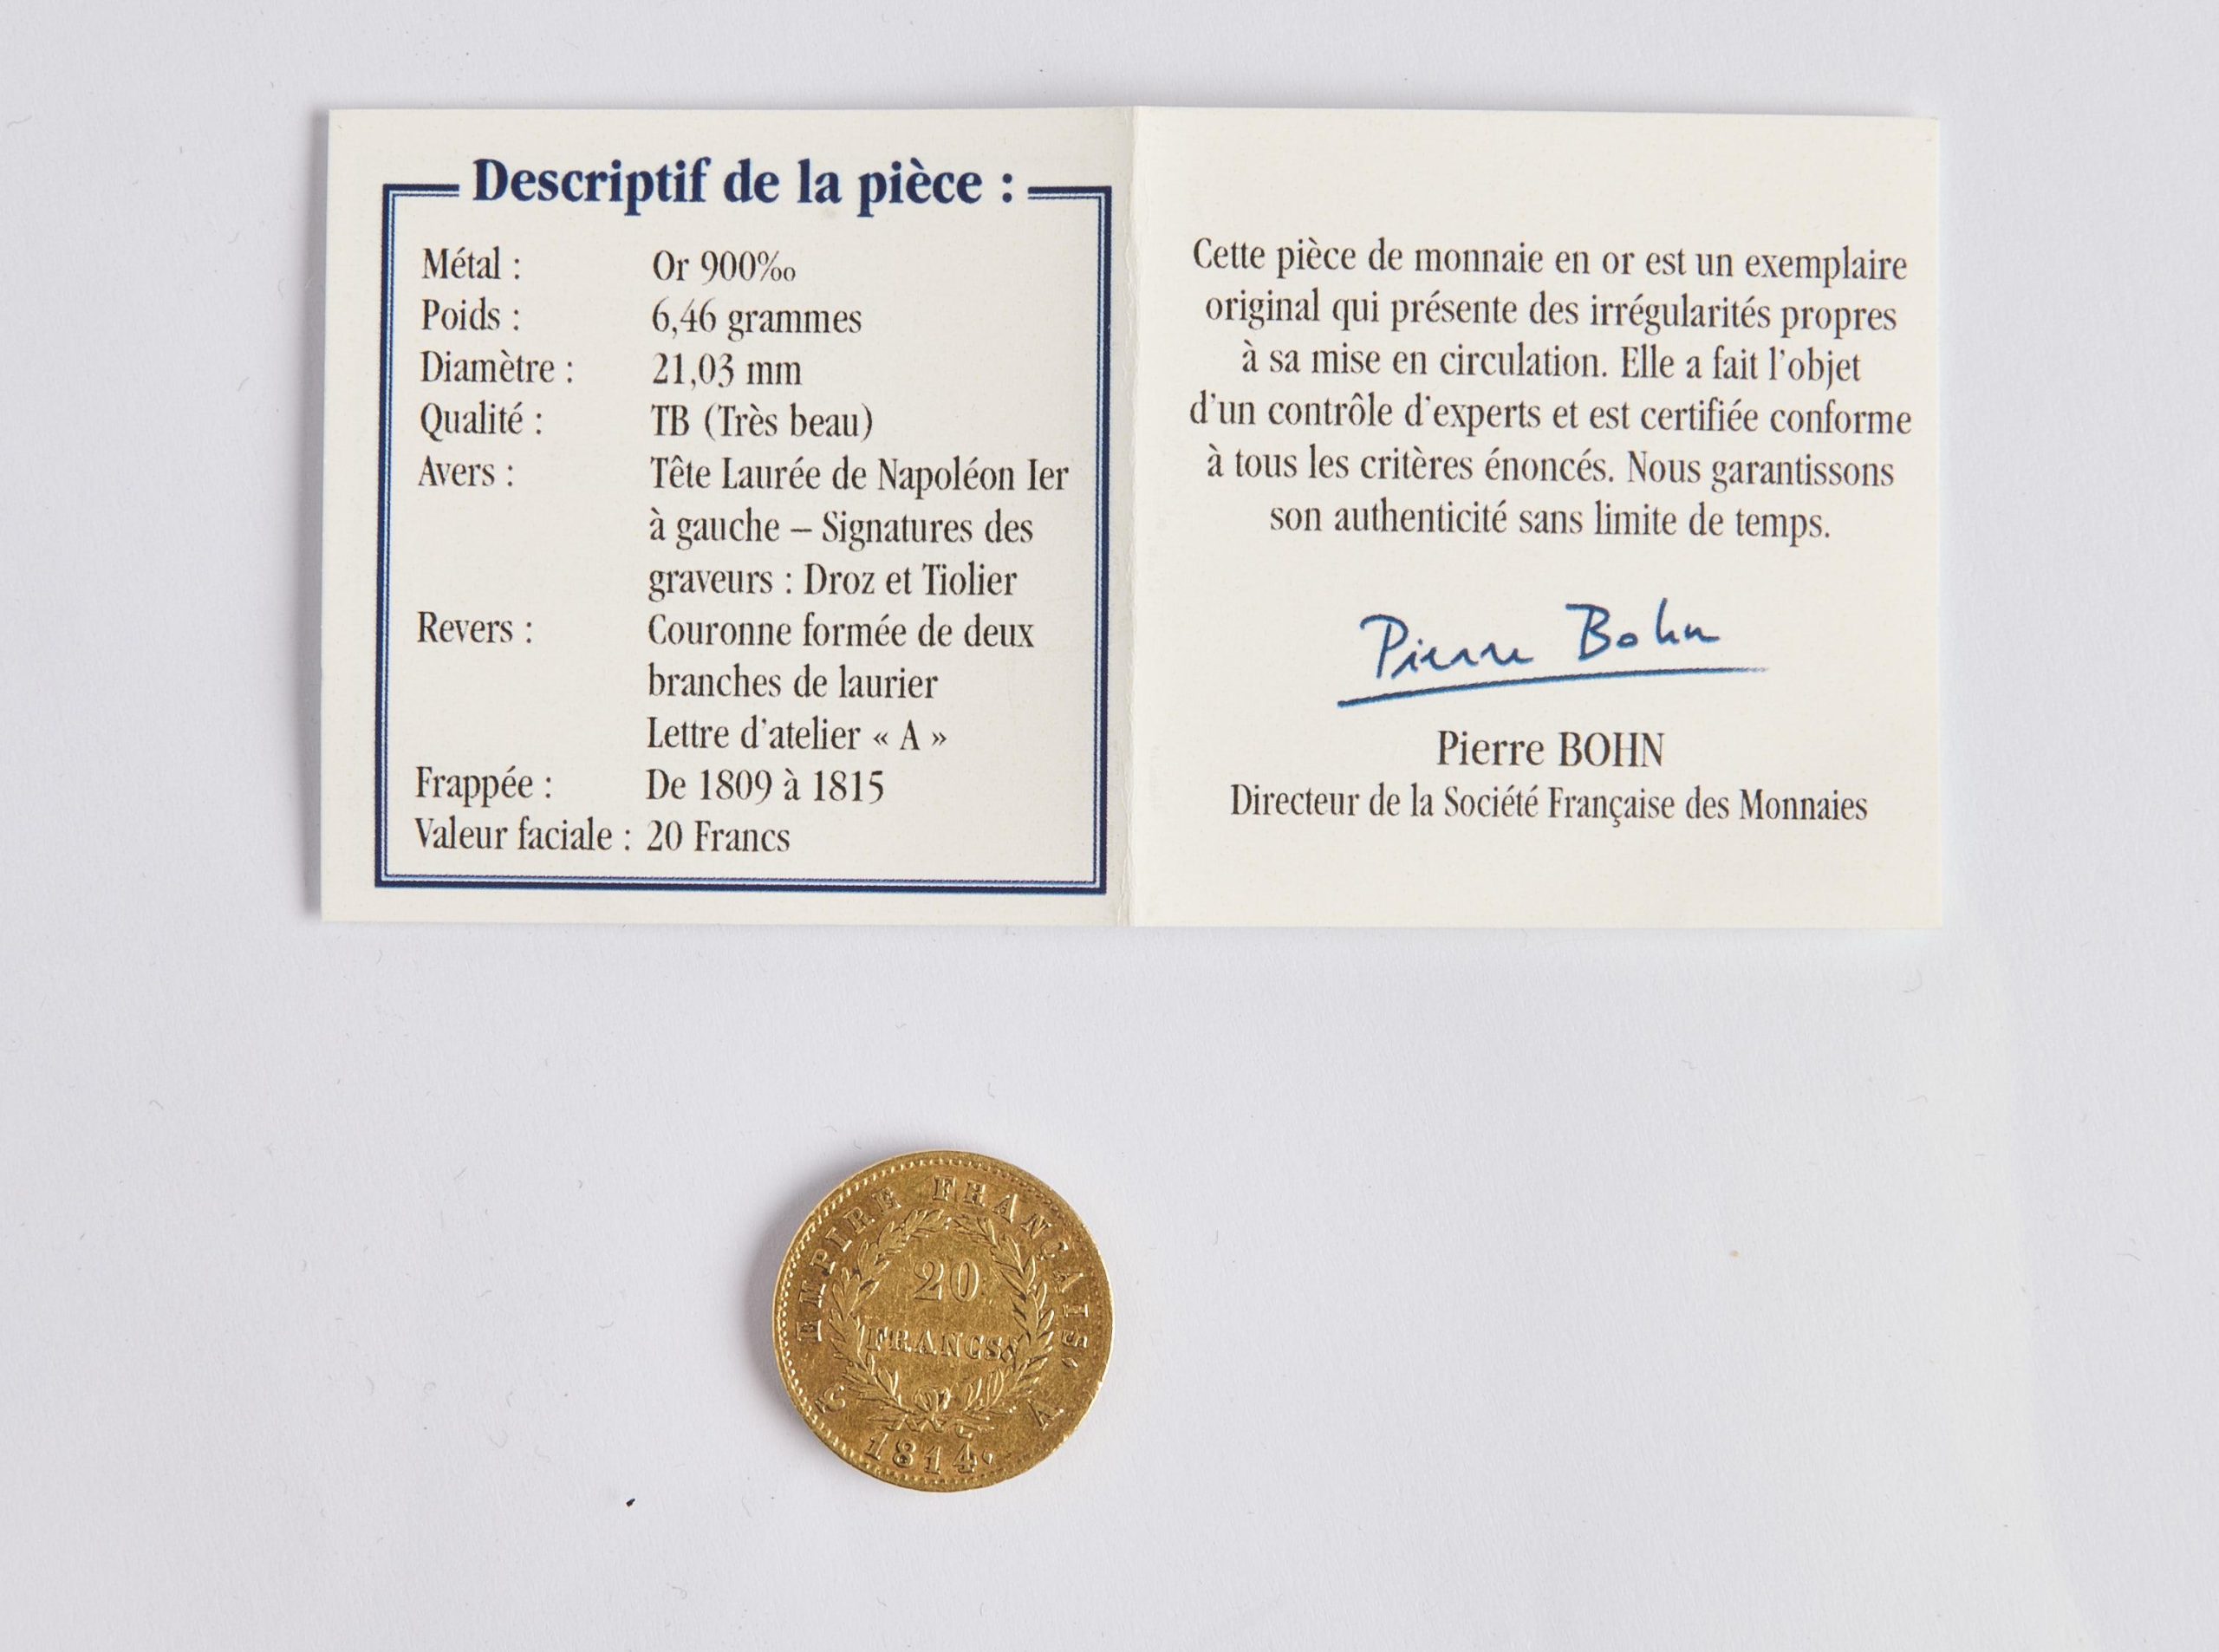 Descriptif de la pièce :
Métal : Or 900‰
Poids : 6,46 grammes
Diamètre : 21,03 mm
Qualité : TB (Très beau)
Avers : Tête Laurée de Napoléon Ier
à gauche – Signatures des
graveurs : Droz et Tiolier
Revers : Couronne formée de deux
branches de laurier
Lettre d'atelier « A »
Frappée : De 1809 à 1815
Valeur faciale : 20 Francs
Cette pièce de monnaie en or est un exemplaire
original qui présente des irrégularités propres
à sa mise en circulation. Elle a fait l'objet
d'un contrôle d'experts et est certifiée conforme
à tous les critères énoncés. Nous garantissons
son authenticité sans limite de temps.
Pierre Bohn
Pierre BOHN
Directeur de la Société Française des Monnaies
EMPIRE FRANÇAIS.
20
FRANCS.
A
1814.